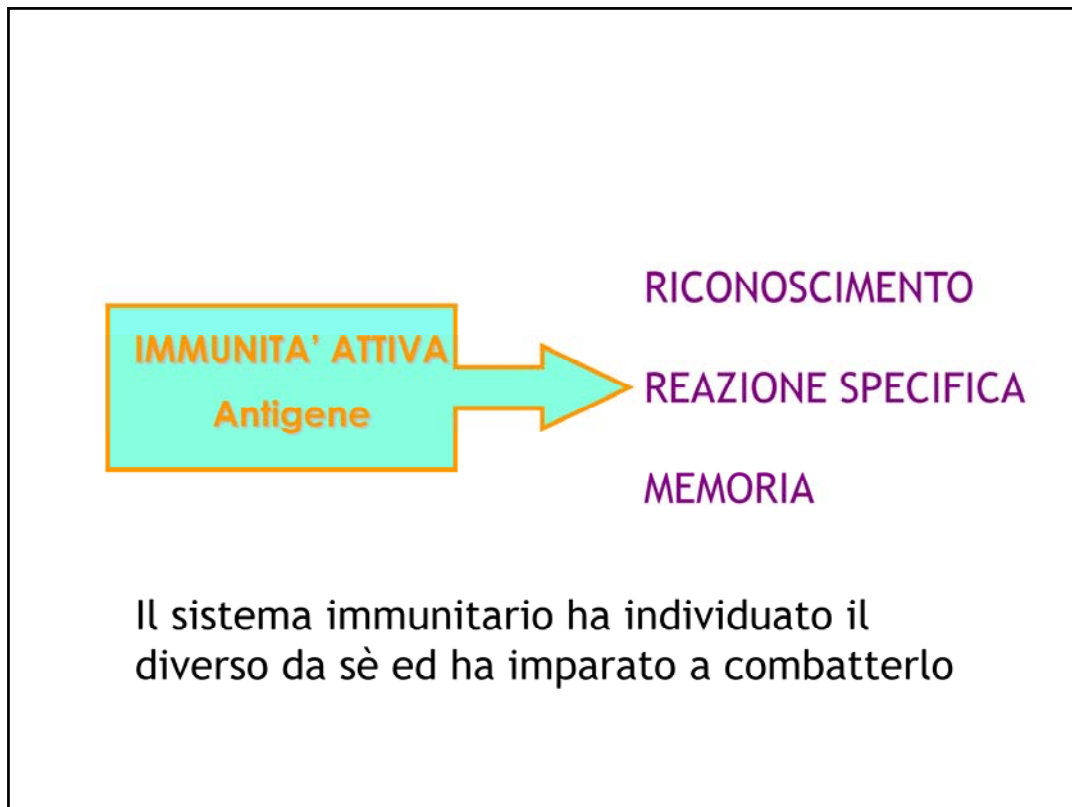 IMMUNITA’ ATTIVA
Antigene
RICONOSCIMENTO
REAZIONE SPECIFICA
MEMORIA
Il sistema immunitario ha individuato il
diverso da sè ed ha imparato a combatterlo